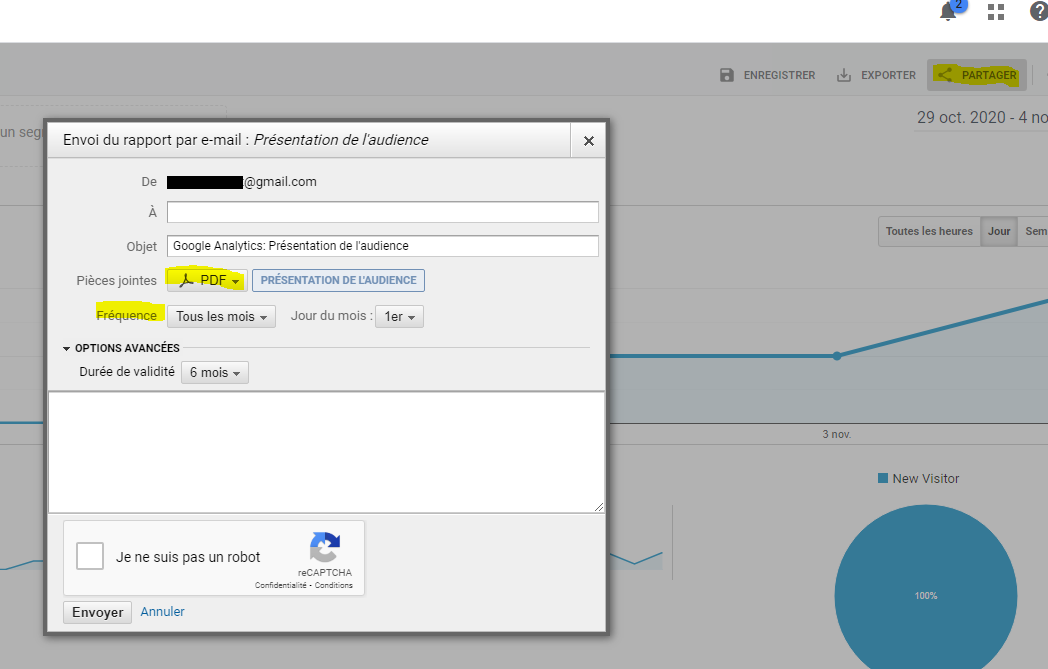 2
?
ENREGISTRER EXPORTER PARTAGER
un seg
29 oct. 2020 - 4 no
Envoi du rapport par e-mail : Présentation de l'audience
De @gmail.com
À
Toutes les heures Jour Sem
Objet Google Analytics: Présentation de l'audience
Pièces jointes PDF PRÉSENTATION DE L'AUDIENCE
Fréquence Tous les mois Jour du mois : 1er
OPTIONS AVANCÉES
Durée de validité 6 mois
3 nov.
New Visitor
Je ne suis pas un robot
reCAPTCHA
Confidentialité - Conditions
100%
Envoyer Annuler